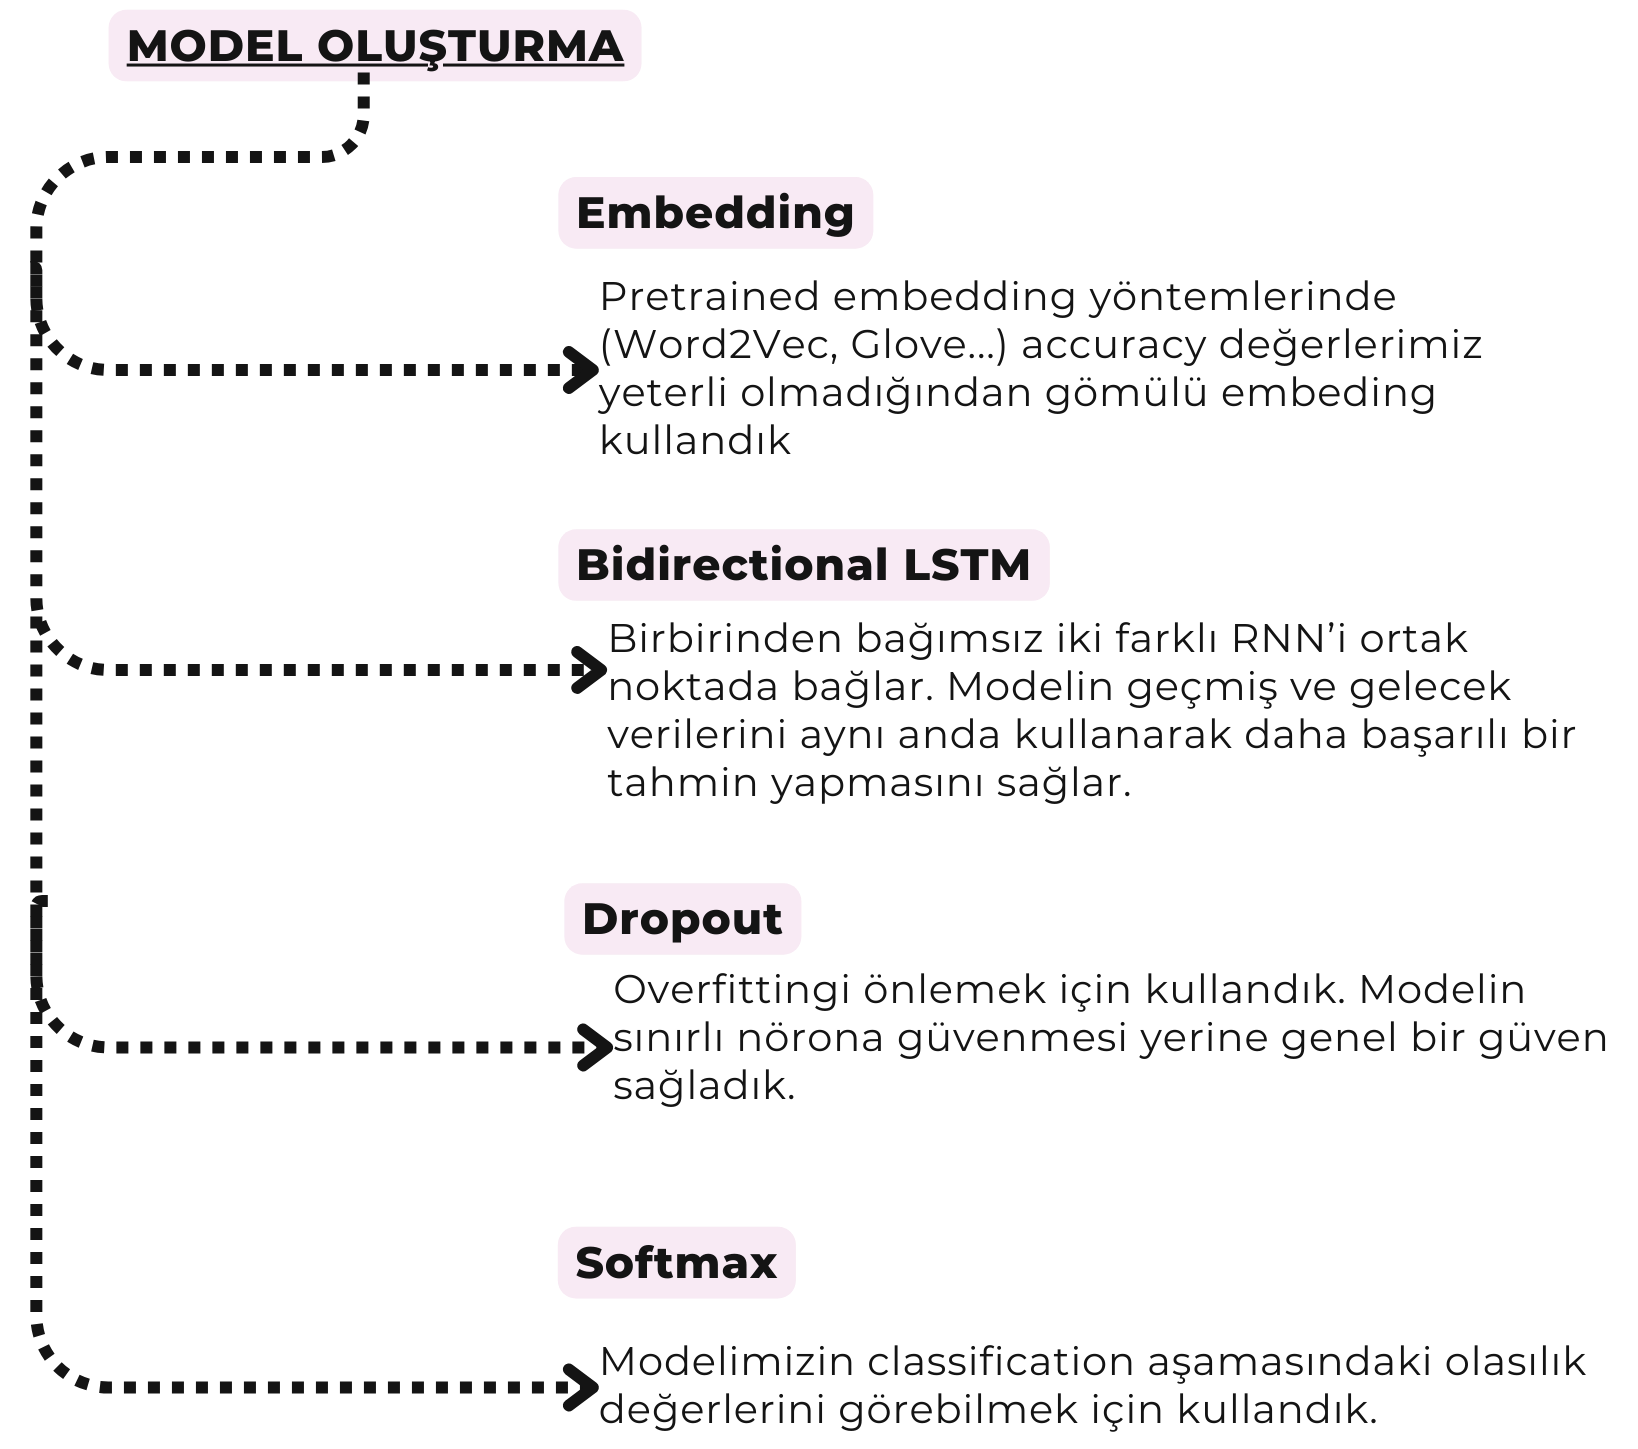 MODEL OLUŞTURMA
Embedding
Pretrained embedding yöntemlerinde
(Word2Vec, Glove...) accuracy değerlerimiz
yeterli olmadığından gömülü embeding
kullandık
Bidirectional LSTM
Birbirinden bağımsız iki farklı RNN’i ortak
noktada bağlar. Modelin geçmiş ve gelecek
verilerini aynı anda kullanarak daha başarılı bir
tahmin yapmasını sağlar.
Dropout
Overfittingi önlemek için kullandık. Modelin
sınırlı nörona güvenmesi yerine genel bir güven
sağladık.
Softmax
Modelimizin classification aşamasındaki olasılık
değerlerini görebilmek için kullandık.